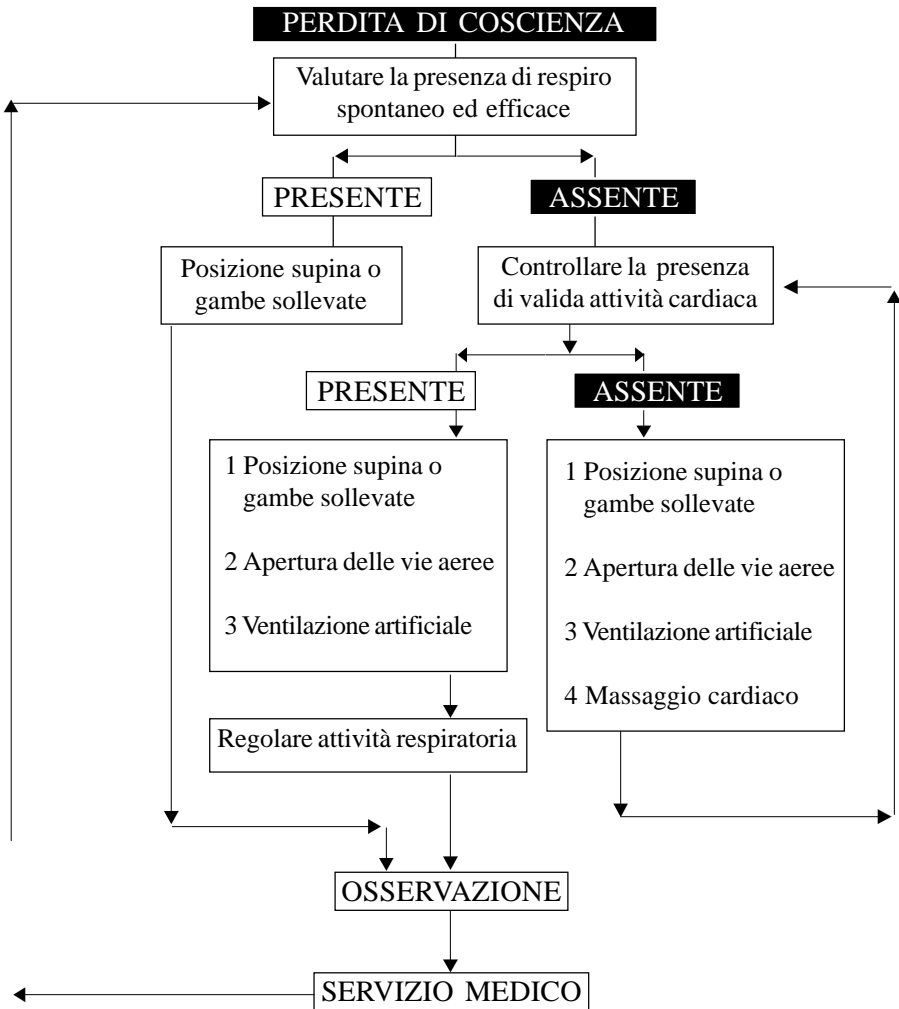 PERDITA DI COSCIENZA
Valutare la presenza di respiro
spontaneo ed efficace
PRESENTE
ASSENTE
Posizione supina o
gambe sollevate
Controllare la presenza
di valida attività cardiaca
PRESENTE
ASSENTE
1 Posizione supina o
gambe sollevate
2 Apertura delle vie aeree
3 Ventilazione artificiale
1 Posizione supina o
gambe sollevate
2 Apertura delle vie aeree
3 Ventilazione artificiale
4 Massaggio cardiaco
Regolare attività respiratoria
OSSERVAZIONE
SERVIZIO MEDICO